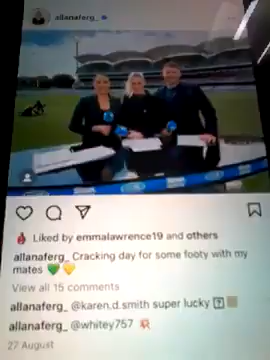 allanaferg_
Liked by emmalawrence19 and others
allanaferg_ Cracking day for some footy with my
mates 💚💛
View all 15 comments
allanaferg_ @karen.d.smith super lucky
allanaferg_ @whitey757
27 August